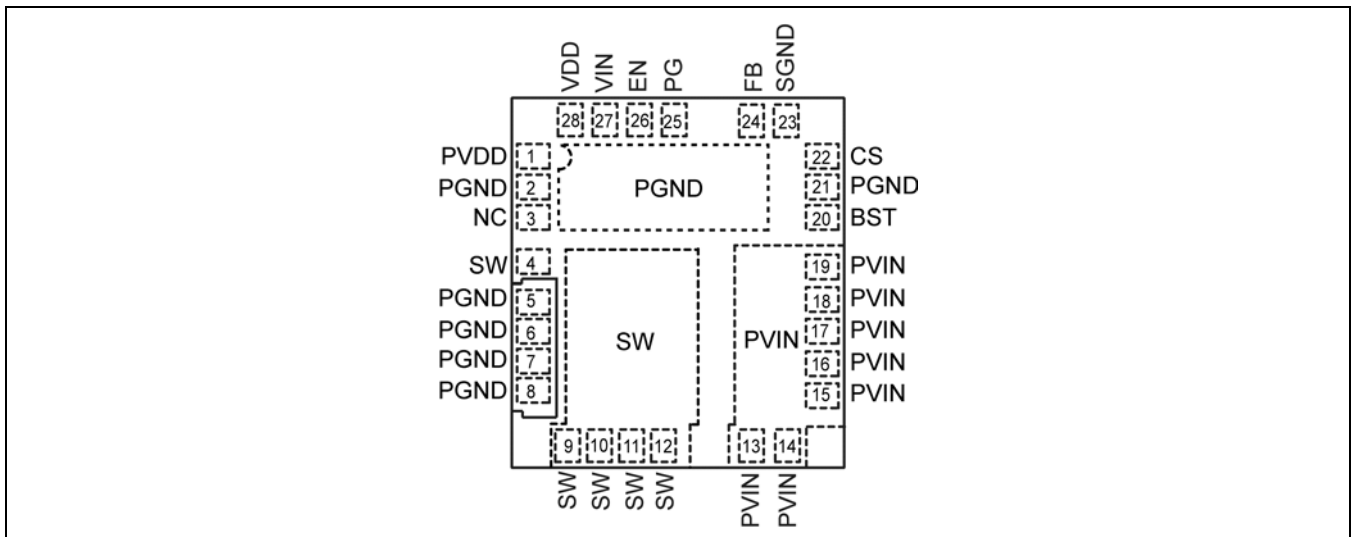 VDD VIN EN PG FB SGND
28 27 26 25 24 23
PVDD 1 22 CS
PGND 2 PGND 21 PGND
NC 3 20 BST
SW 4 19 PVIN
PGND 5 18 PVIN
PGND 6 SW PVIN 17 PVIN
PGND 7 16 PVIN
PGND 8 15 PVIN
9 10 11 12 13 14
SW SW SW SW PVIN PVIN